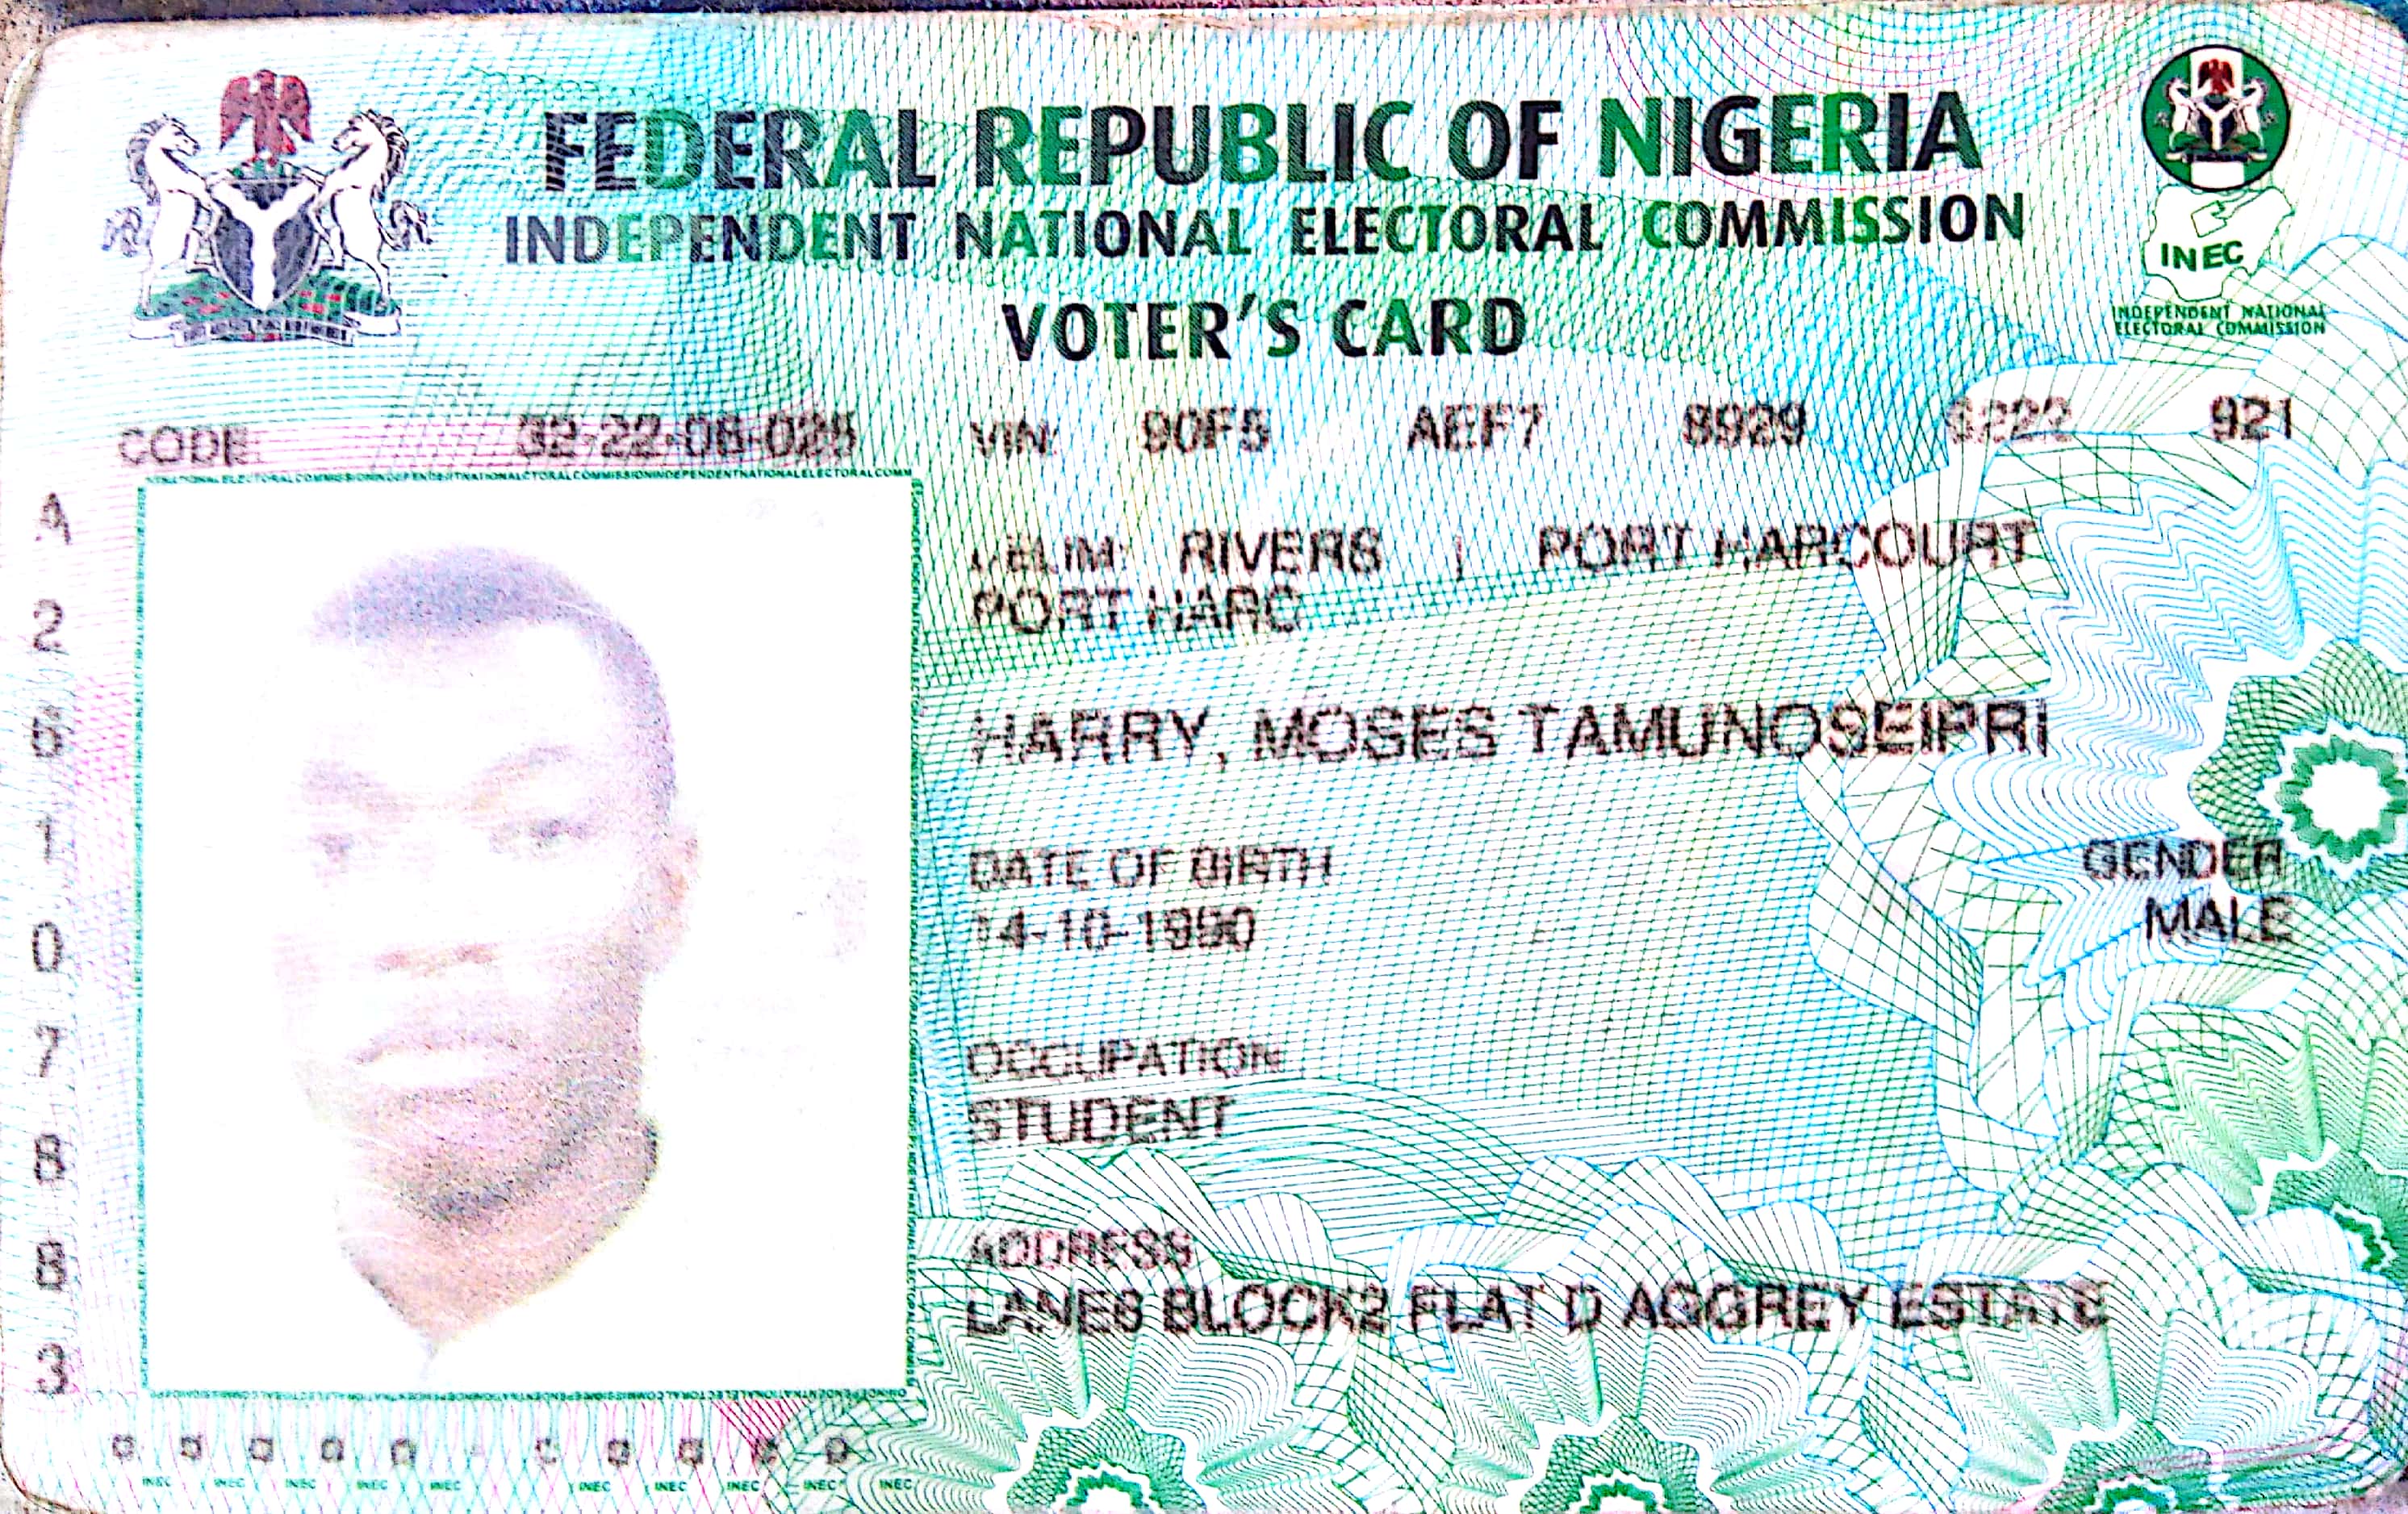 FEDERAL REPUBLIC OF NIGERIA
INDEPENDENT NATIONAL ELECTORAL COMMISSION
VOTER'S CARD
INEC
INDEPENDENT NATIONAL
ELECTORAL COMMISSION
CODE: 32-22-08-025 VIN: 90F5 AEF7 8929 921
DELIM: RIVERS | PORT HARCOURT
PORT HARC
HARRY, MOSES TAMUNOSEIPRI
DATE OF BIRTH
14-10-1990
GENDER
MALE
OCCUPATION
STUDENT
ADDRESS
LANE6 BLOCK2 FLAT D AGGREY ESTATE
A
2
6
1
0
7
8
8
3
INEC INEC INEC INEC INEC INEC INEC INEC INEC INEC